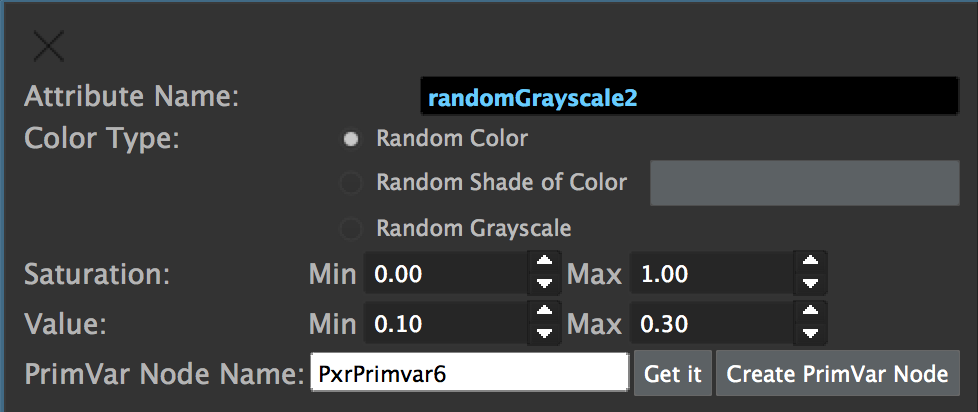 Attribute Name: randomGrayscale2
Color Type: Random Color
Random Shade of Color
Random Grayscale
Saturation: Min 0.00 Max 1.00
Value: Min 0.10 Max 0.30
PrimVar Node Name: PxrPrimvar6 Get it Create PrimVar Node